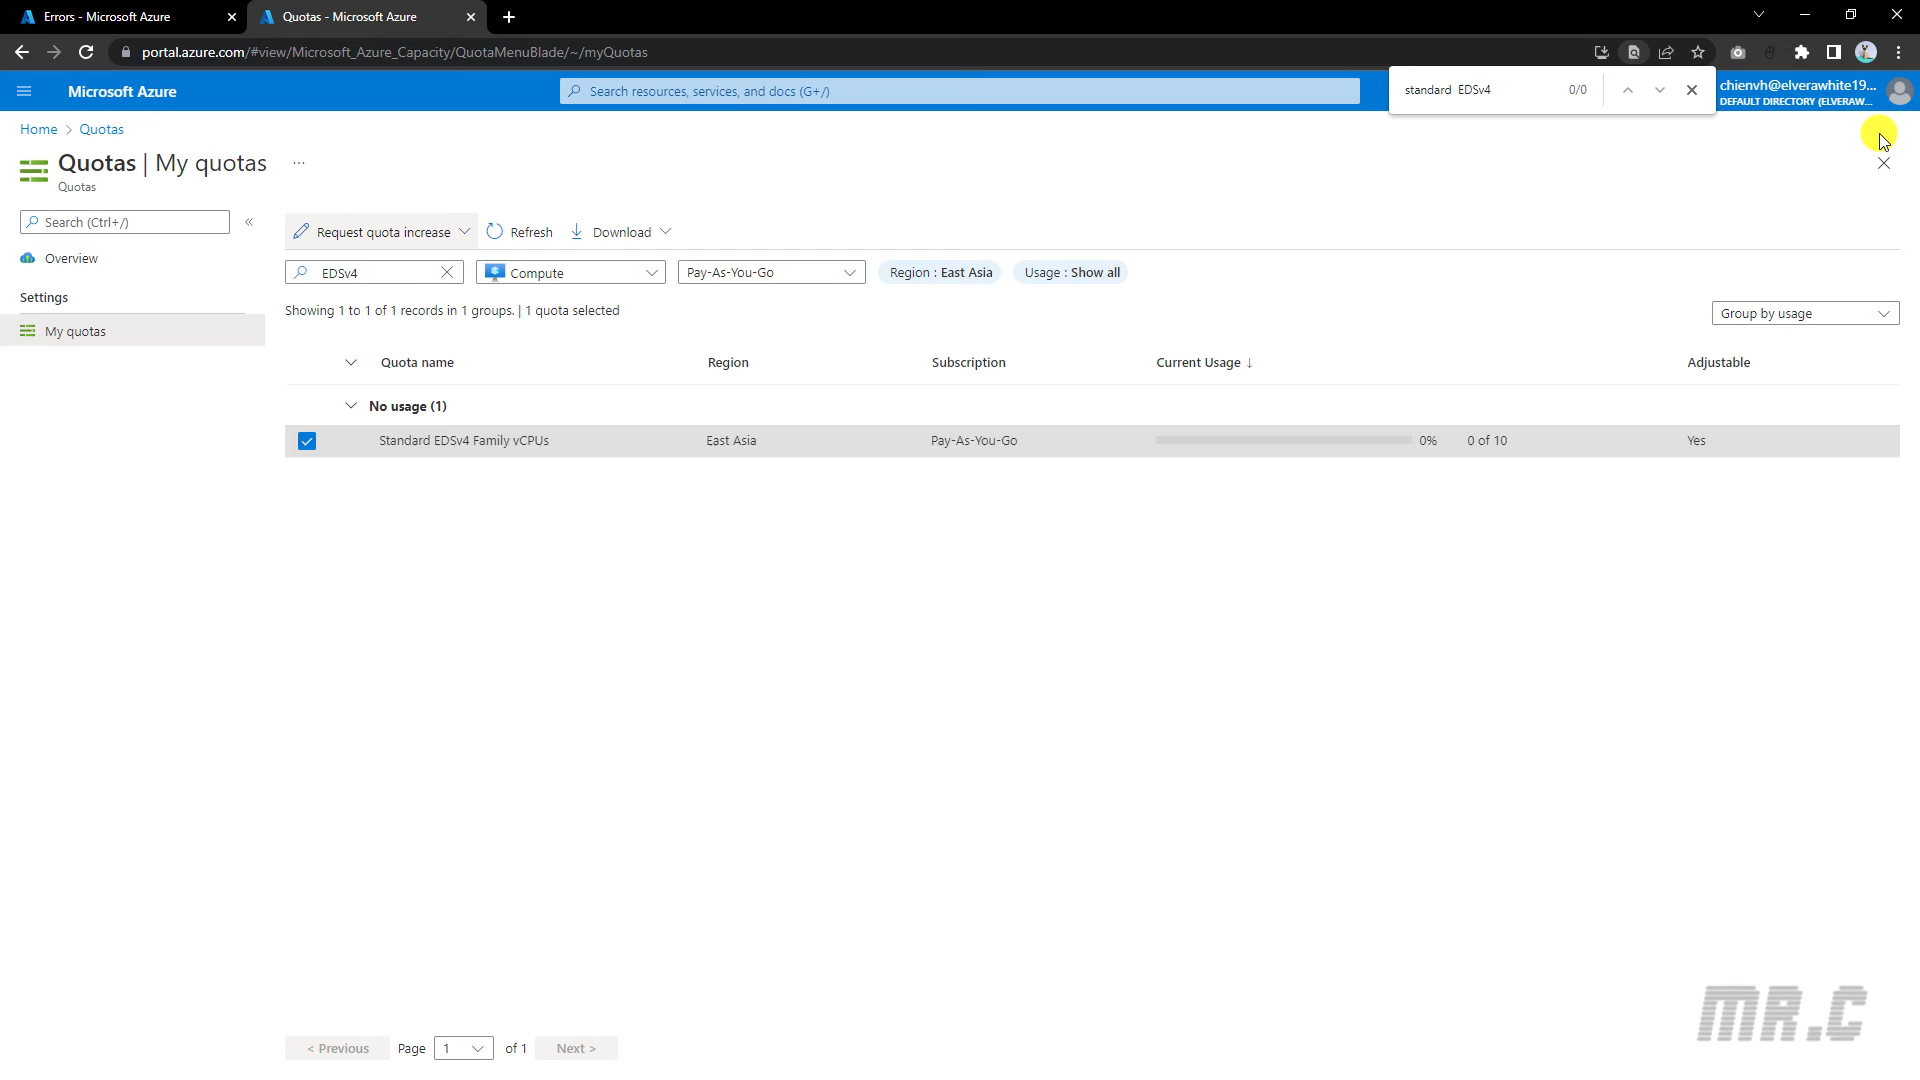 Errors - Microsoft Azure
Quotas - Microsoft Azure
portal.azure.com/#view/Microsoft_Azure_Capacity/QuotaMenuBlade/~/myQuotas
Microsoft Azure
Search resources, services, and docs (G+/)
standard EDSv4
0/0
chienvh@elverawhite19...
DEFAULT DIRECTORY (ELVERAW...
Home > Quotas
Quotas | My quotas ...
Quotas
Search (Ctrl+/)
«
Overview
Settings
My quotas
Request quota increase
Refresh
Download
EDSv4
Compute
Pay-As-You-Go
Region : East Asia
Usage : Show all
Showing 1 to 1 of 1 records in 1 groups. | 1 quota selected
Group by usage
Quota name
Region
Subscription
Current Usage ↓
Adjustable
No usage (1)
Standard EDSv4 Family vCPUs
East Asia
Pay-As-You-Go
0%
0 of 10
Yes
MR.C
< Previous
Page
1
of 1
Next >